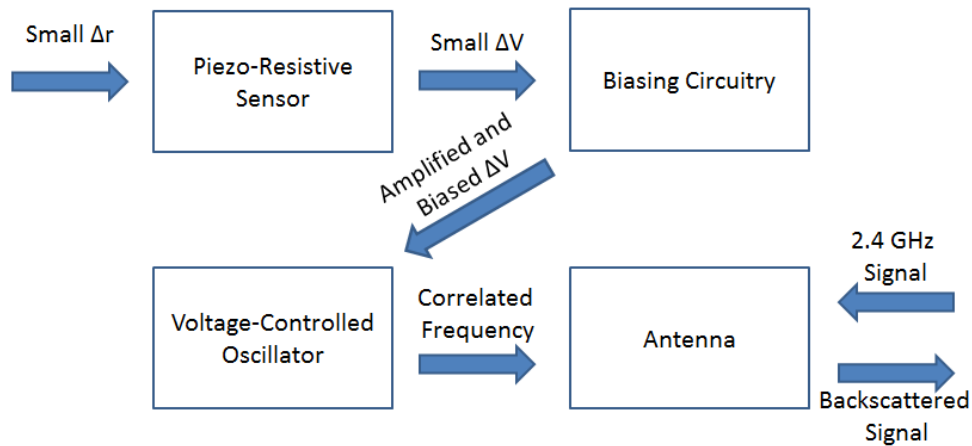 Small Δr
Piezo-Resistive
Sensor
Small ΔV
Biasing Circuitry
Amplified and
Biased ΔV
Voltage-Controlled
Oscillator
Correlated
Frequency
Antenna
2.4 GHz
Signal
Backscattered
Signal